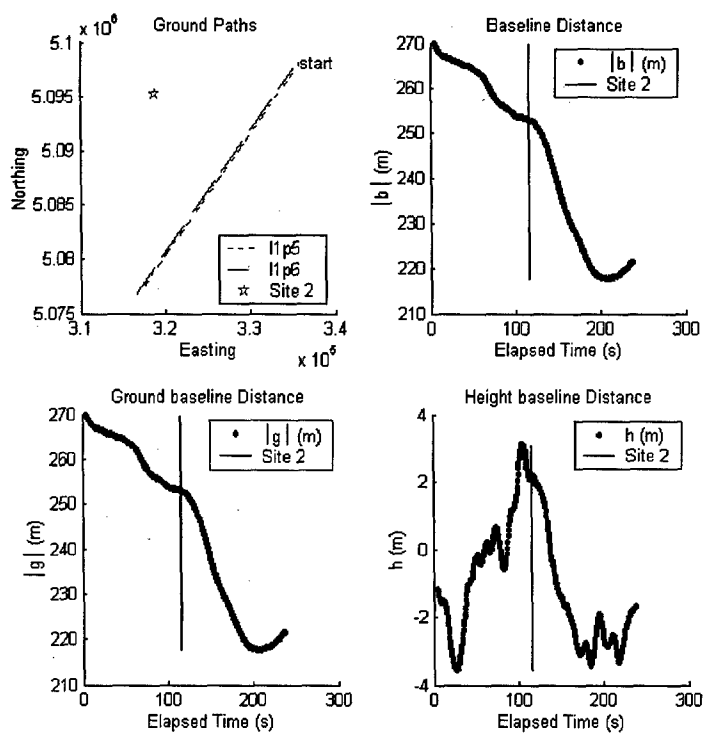 x 10^6
Ground Paths
5.1
5.095
5.09
5.085
5.08
5.075
Northing
start
l1p5
l1p6
Site 2
3.1
3.2
3.3
3.4
Easting
x 10^5
Baseline Distance
270
260
250
240
230
220
210
|b| (m)
|b| (m)
Site 2
0
100
200
300
Elapsed Time (s)
Ground baseline Distance
270
260
250
240
230
220
210
|g| (m)
|g| (m)
Site 2
0
100
200
300
Elapsed Time (s)
Height baseline Distance
4
2
0
-2
-4
h (m)
h (m)
Site 2
0
100
200
300
Elapsed Time (s)